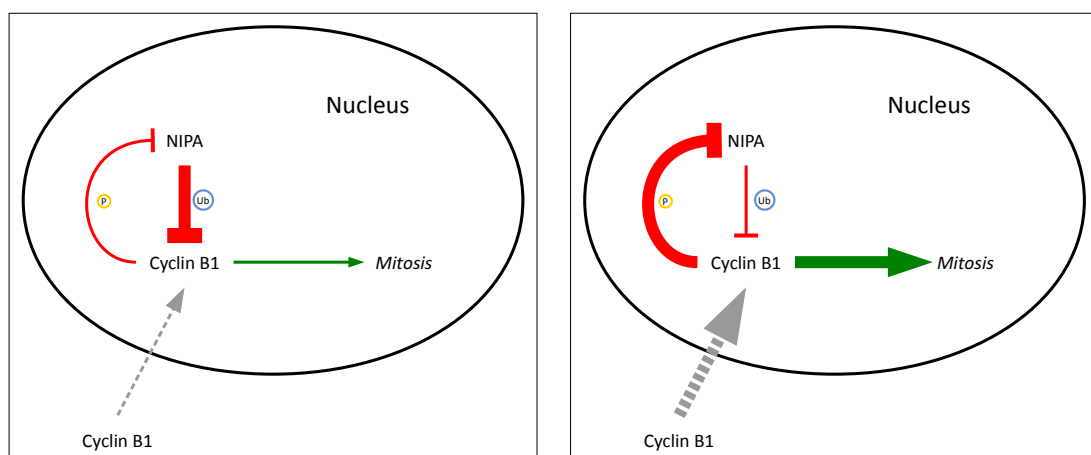 Nucleus
NIPA
P
Ub
Cyclin B1
Mitosis
Cyclin B1
Nucleus
NIPA
P
Ub
Cyclin B1
Mitosis
Cyclin B1